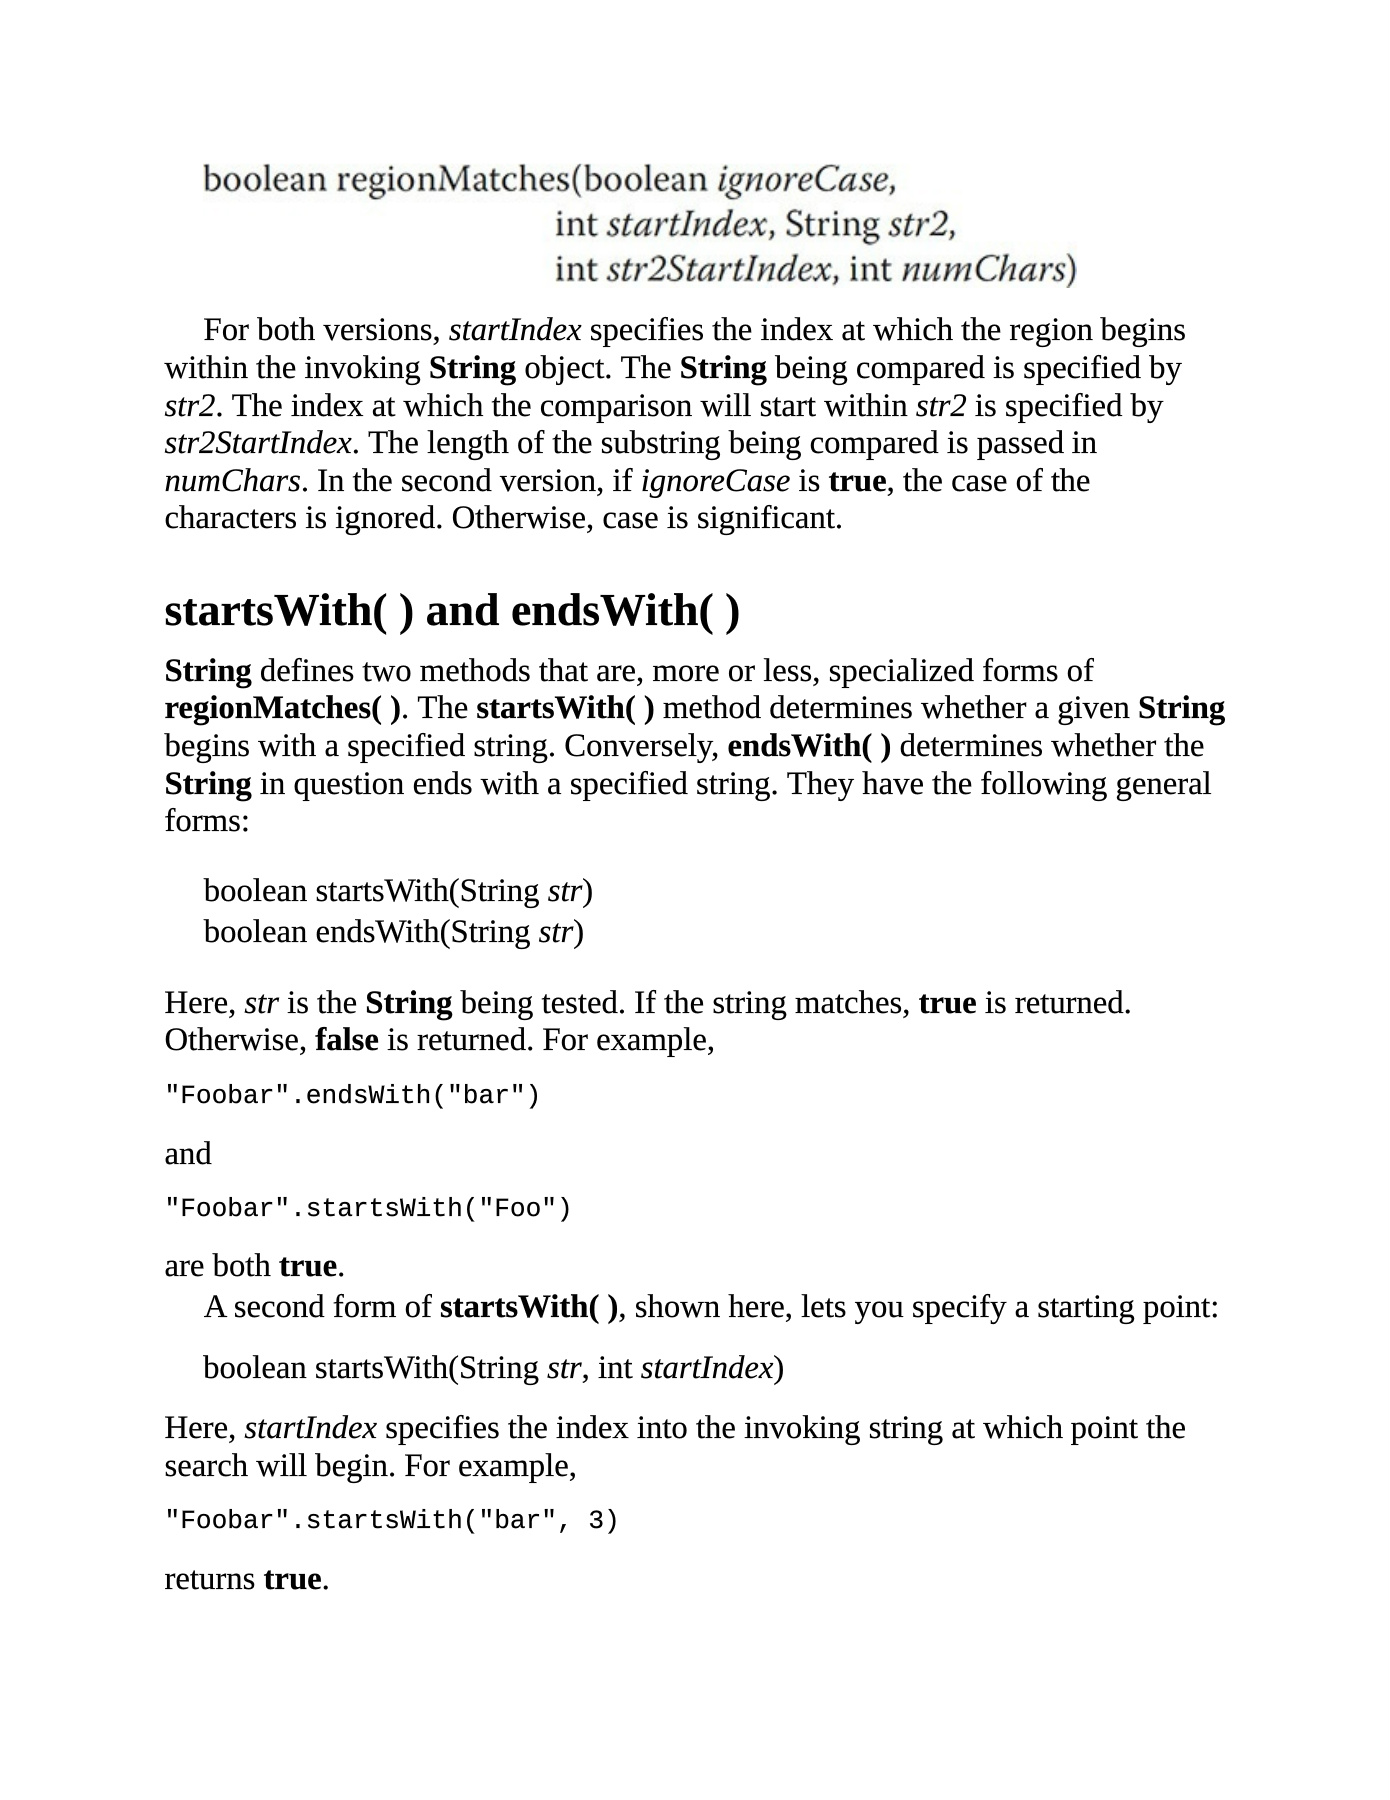 boolean regionMatches(boolean ignoreCase,
int startIndex, String str2,
int str2StartIndex, int numChars)
For both versions, startIndex specifies the index at which the region begins
within the invoking String object. The String being compared is specified by
str2. The index at which the comparison will start within str2 is specified by
str2StartIndex. The length of the substring being compared is passed in
numChars. In the second version, if ignoreCase is true, the case of the
characters is ignored. Otherwise, case is significant.
startsWith( ) and endsWith( )
String defines two methods that are, more or less, specialized forms of
regionMatches( ). The startsWith( ) method determines whether a given String
begins with a specified string. Conversely, endsWith( ) determines whether the
String in question ends with a specified string. They have the following general
forms:
boolean startsWith(String str)
boolean endsWith(String str)
Here, str is the String being tested. If the string matches, true is returned.
Otherwise, false is returned. For example,
"Foobar".endsWith("bar")
and
"Foobar".startsWith("Foo")
are both true.
A second form of startsWith( ), shown here, lets you specify a starting point:
boolean startsWith(String str, int startIndex)
Here, startIndex specifies the index into the invoking string at which point the
search will begin. For example,
"Foobar".startsWith("bar", 3)
returns true.